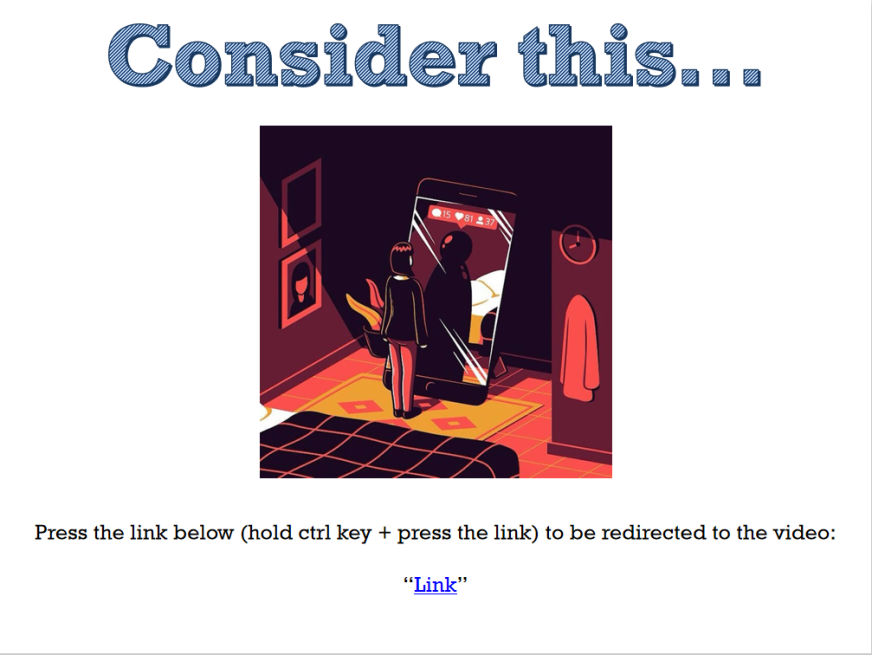 Consider this...
15 81 37
Press the link below (hold ctrl key + press the link) to be redirected to the video:
“Link”